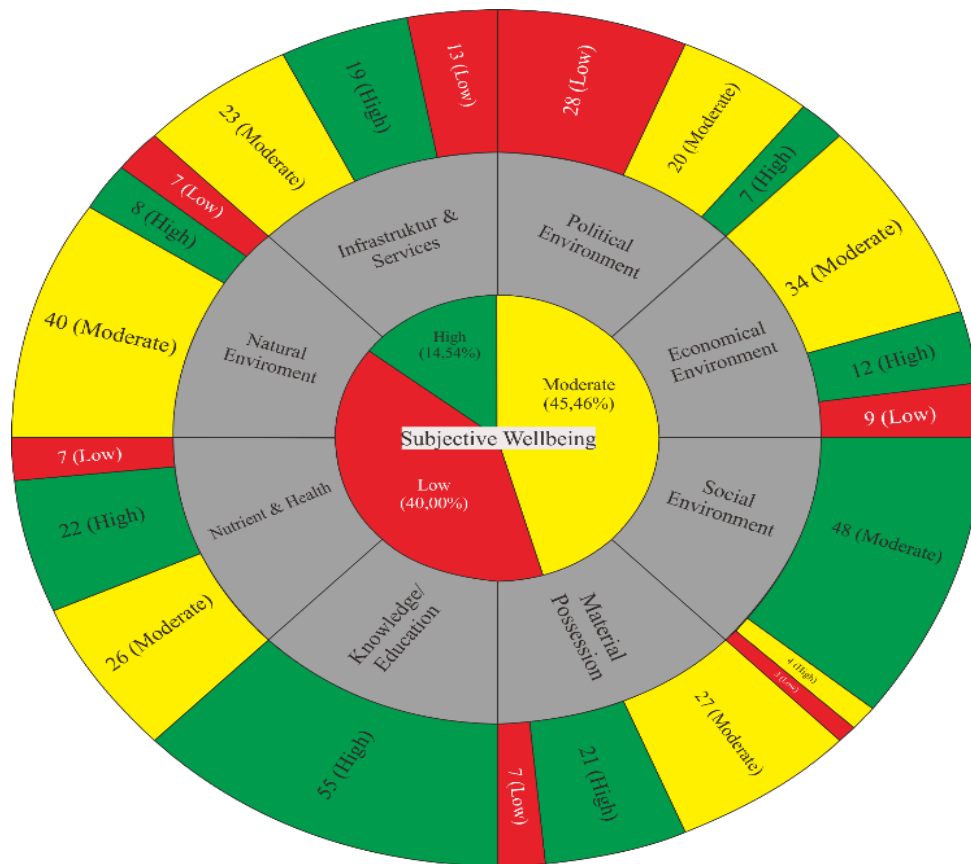 13 (Low)
28 (Low)
19 (High)
20 (Moderate)
23 (Moderate)
7 (High)
7 (Low)
8 (High)
34 (Moderate)
Infrastruktur &
Services
Political
Environment
40 (Moderate)
Natural
Enviroment
Economical
Environment
12 (High)
9 (Low)
High
(14,54%)
Moderate
(45,46%)
Subjective Wellbeing
Low
(40,00%)
7 (Low)
22 (High)
Nutrient & Health
Social
Environment
48 (Moderate)
26 (Moderate)
Knowledge/
Education
Material
Possession
4 (High)
3 (Low)
27 (Moderate)
55 (High)
7 (Low)
21 (High)